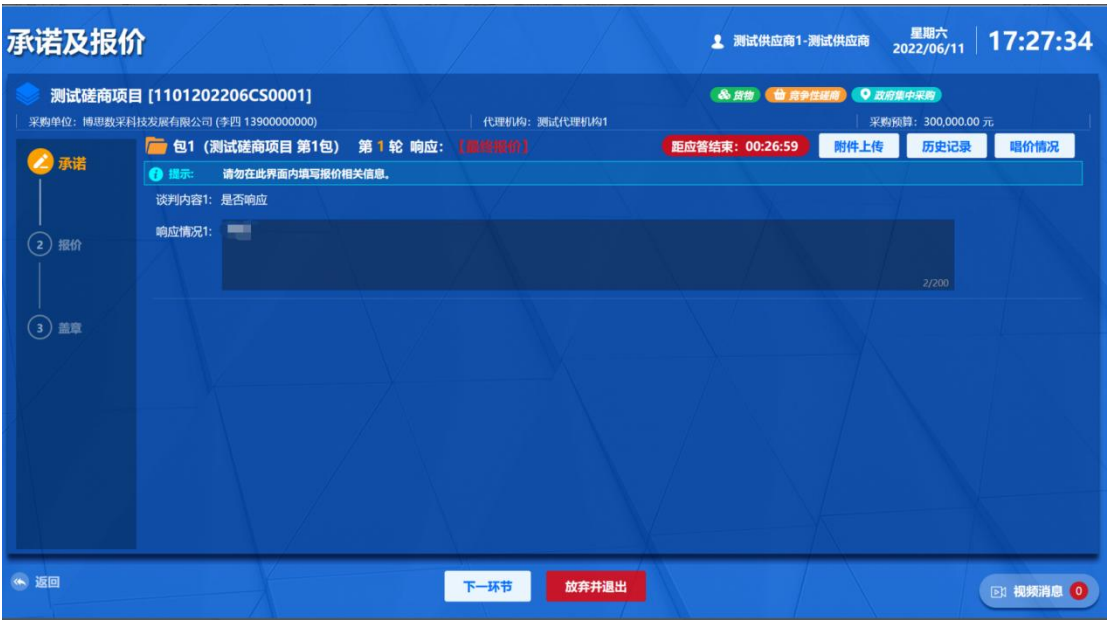 承诺及报价
测试供应商1-测试供应商
星期六
2022/06/11
17:27:34
测试磋商项目 [1101202206CS0001]
货物
竞争性磋商
政府集中采购
采购单位：博思数采科技发展有限公司 (李四 13900000000)
代理机构：测试代理机构1
采购预算：300,000.00 元
承诺
2 报价
3 盖章
包1（测试磋商项目 第1包） 第 1 轮 响应：【最终报价】
距应答结束：00:26:59
附件上传
历史记录
唱价情况
提示： 请勿在此界面内填写报价相关信息。
谈判内容1: 是否响应
响应情况1:
2/200
返回
下一环节
放弃并退出
视频消息 0